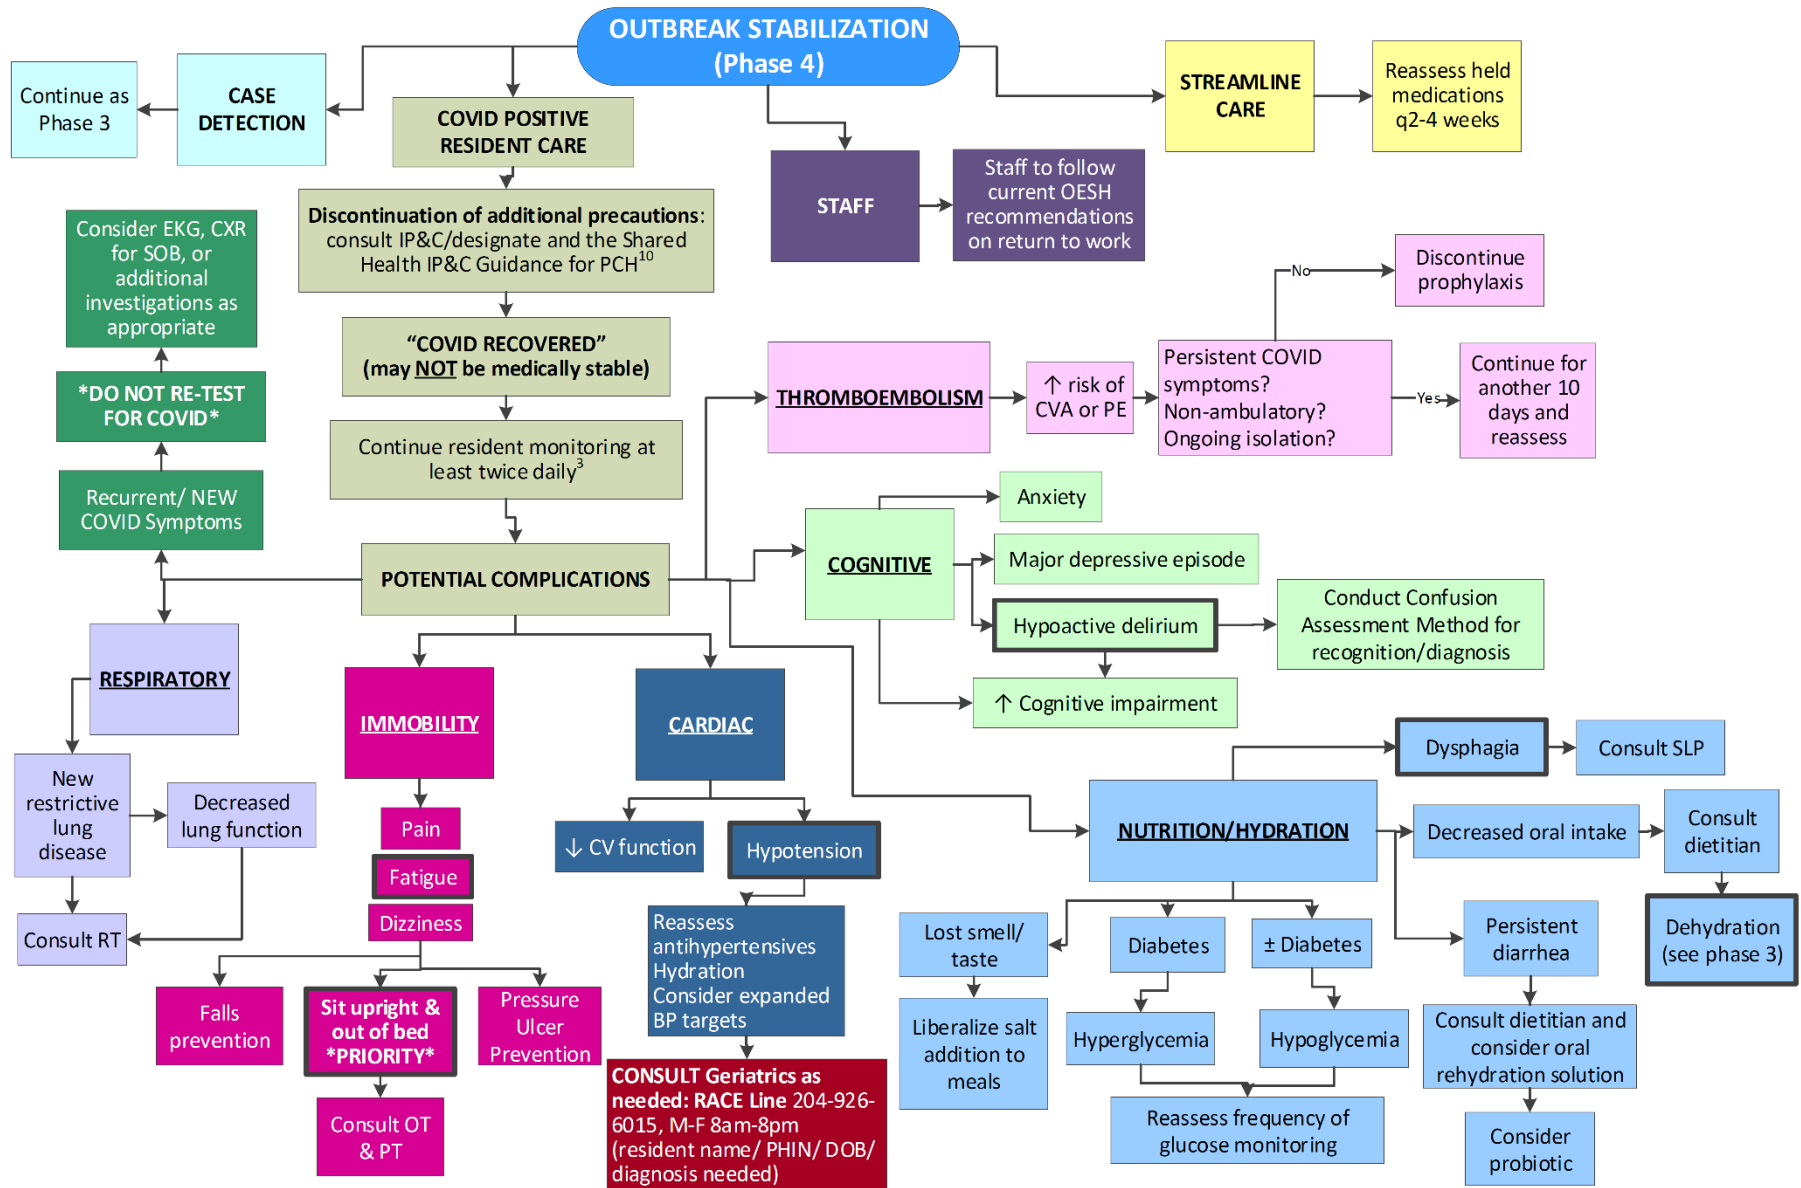 OUTBREAK STABILIZATION
(Phase 4)
Continue as
Phase 3
CASE
DETECTION
COVID POSITIVE
RESIDENT CARE
STREAMLINE
CARE
Reassess held
medications
q2-4 weeks
STAFF
Staff to follow
current OESH
recommendations
on return to work
Discontinuation of additional precautions:
consult IP&C/designate and the Shared
Health IP&C Guidance for PCH10
“COVID RECOVERED”
(may NOT be medically stable)
Continue resident monitoring at
least twice daily3
POTENTIAL COMPLICATIONS
Consider EKG, CXR
for SOB, or
additional
investigations as
appropriate
*DO NOT RE-TEST
FOR COVID*
Recurrent/ NEW
COVID Symptoms
THROMBOEMBOLISM
↑ risk of
CVA or PE
Persistent COVID
symptoms?
Non-ambulatory?
Ongoing isolation?
No
Discontinue
prophylaxis
Yes
Continue for
another 10
days and
reassess
COGNITIVE
Anxiety
Major depressive episode
Hypoactive delirium
Conduct Confusion
Assessment Method for
recognition/diagnosis
↑ Cognitive impairment
RESPIRATORY
New
restrictive
lung
disease
Decreased
lung function
Consult RT
IMMOBILITY
Pain
Fatigue
Dizziness
Falls
prevention
Sit upright &
out of bed
*PRIORITY*
Pressure
Ulcer
Prevention
Consult OT
& PT
CARDIAC
↓ CV function
Hypotension
Reassess
antihypertensives
Hydration
Consider expanded
BP targets
CONSULT Geriatrics as
needed: RACE Line 204-926-
6015, M-F 8am-8pm
(resident name/ PHIN/ DOB/
diagnosis needed)
NUTRITION/HYDRATION
Dysphagia
Consult SLP
Decreased oral intake
Consult
dietitian
Dehydration
(see phase 3)
Persistent
diarrhea
Consult dietitian and
consider oral
rehydration solution
Consider
probiotic
Lost smell/
taste
Liberalize salt
addition to
meals
Diabetes
± Diabetes
Hyperglycemia
Hypoglycemia
Reassess frequency of
glucose monitoring